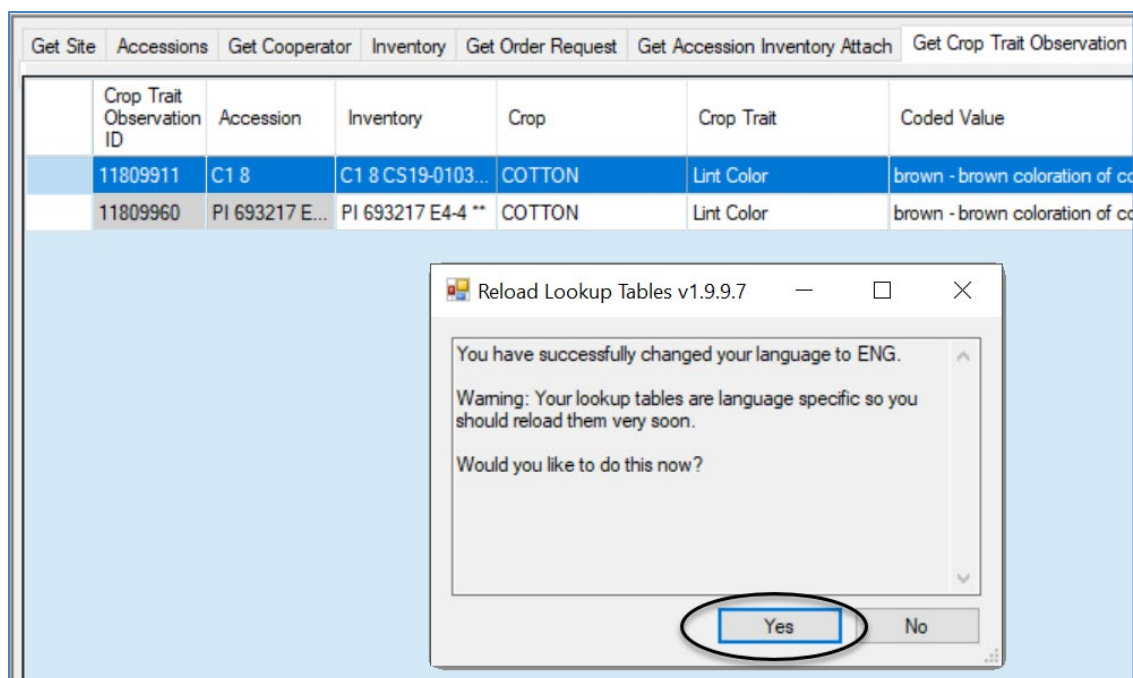 Get Site Accessions Get Cooperator Inventory Get Order Request Get Accession Inventory Attach Get Crop Trait Observation
Crop Trait Observation ID Accession Inventory Crop Crop Trait Coded Value
11809911 C1 8 C1 8 CS19-0103... COTTON Lint Color brown - brown coloration of co
11809960 PI 693217 E... PI 693217 E4-4 ** COTTON Lint Color brown - brown coloration of co
Reload Lookup Tables v1.9.9.7
You have successfully changed your language to ENG.
Warning: Your lookup tables are language specific so you
should reload them very soon.
Would you like to do this now?
Yes No